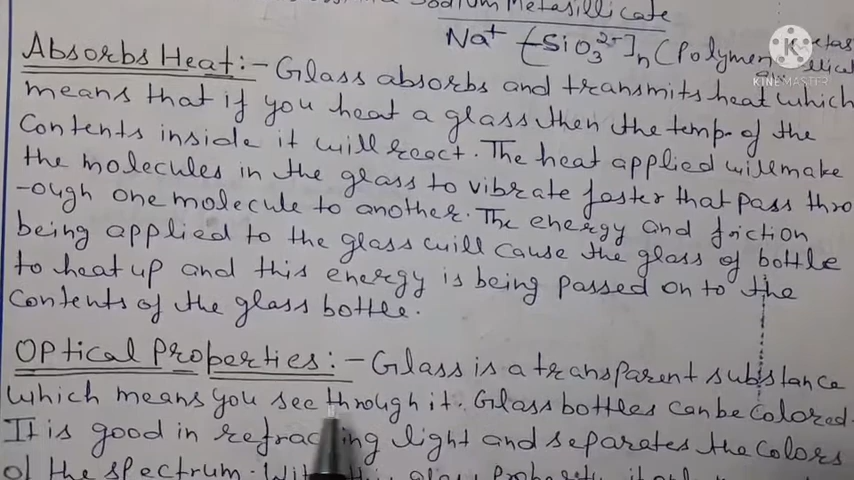 Sodium Metasillicate
Na+ [SiO3 2-]n (Polymer
KINEMASTER
Absorbs Heat:- Glass absorbs and transmits heat which
means that if you heat a glass then the temp. of the
Contents inside it will react. The heat applied will make
the molecules in the glass to vibrate faster that pass thro
-ough one molecule to another. The energy and friction
being applied to the glass will cause the glass of bottle
to heat up and this energy is being passed on to the
Contents of the glass bottle.
Optical Properties:- Glass is a transparent substance
which means you see through it. Glass bottles can be colored.
It is good in refracting light and separates the colors
of the spectrum.